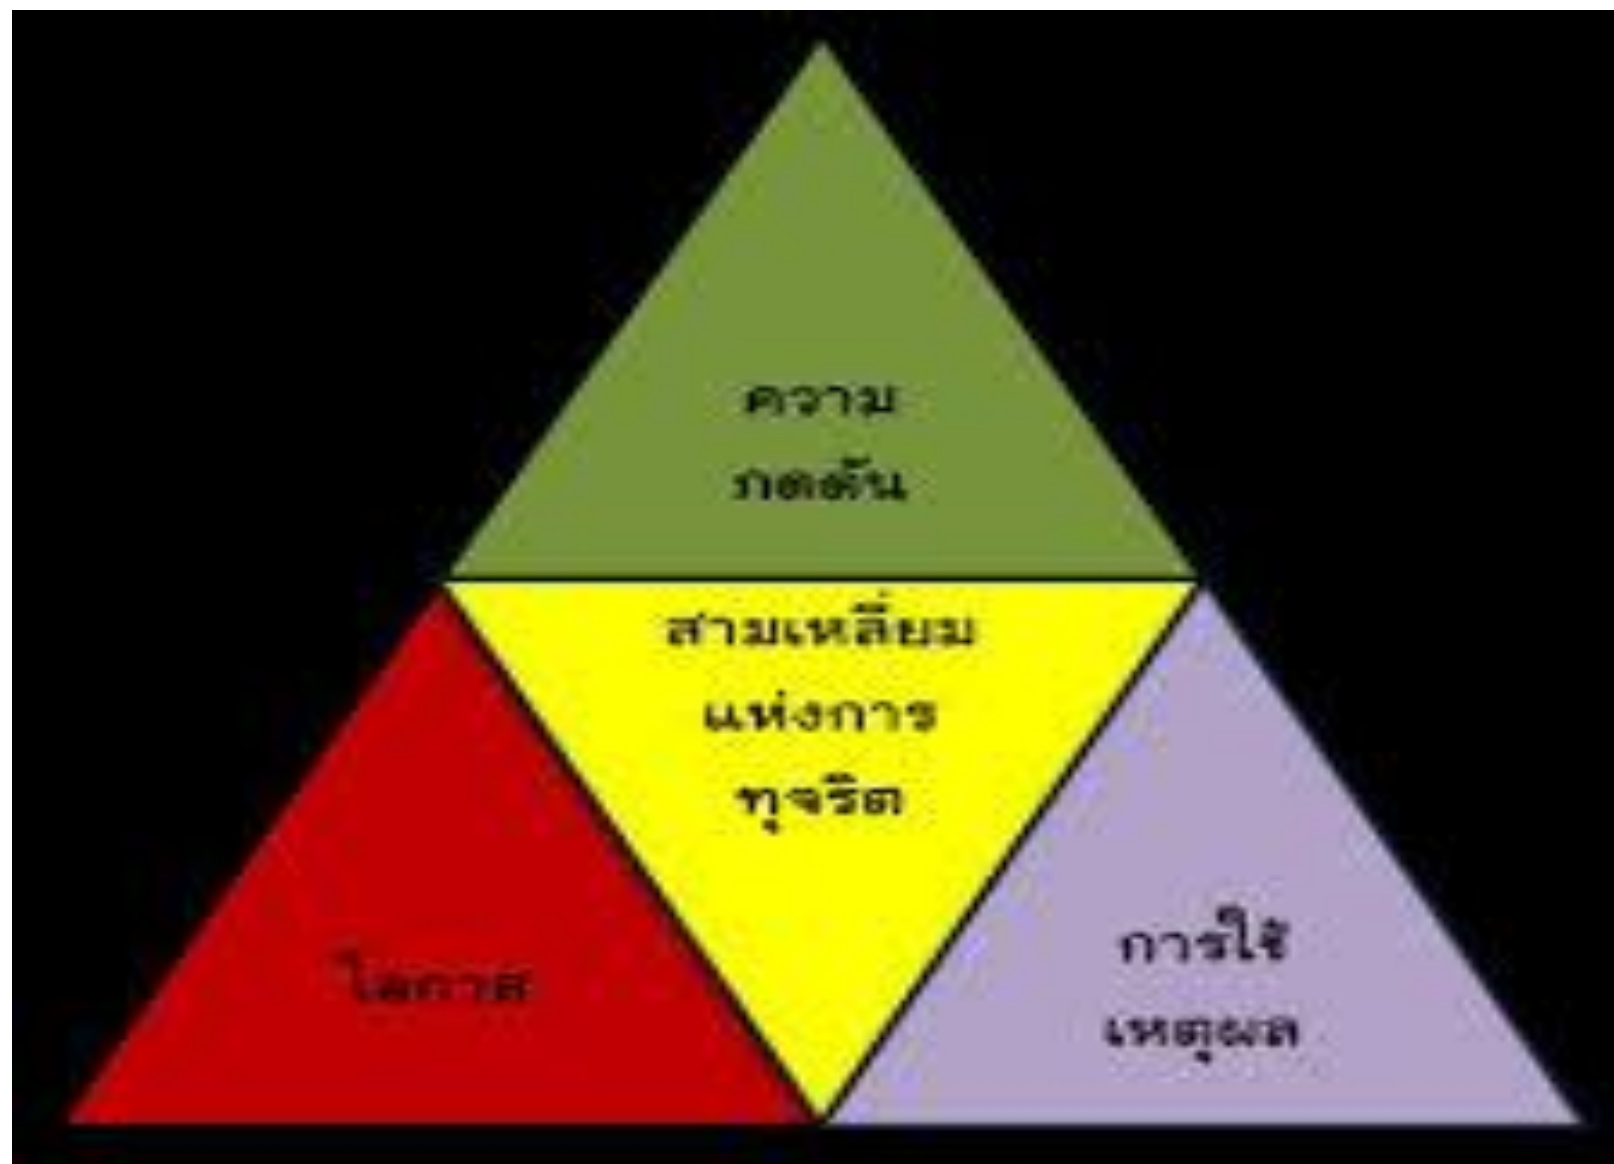 ความ
กดดัน
สามเหลี่ยม
แห่งการ
ทุจริต
โอกาส
การใช้
เหตุผล